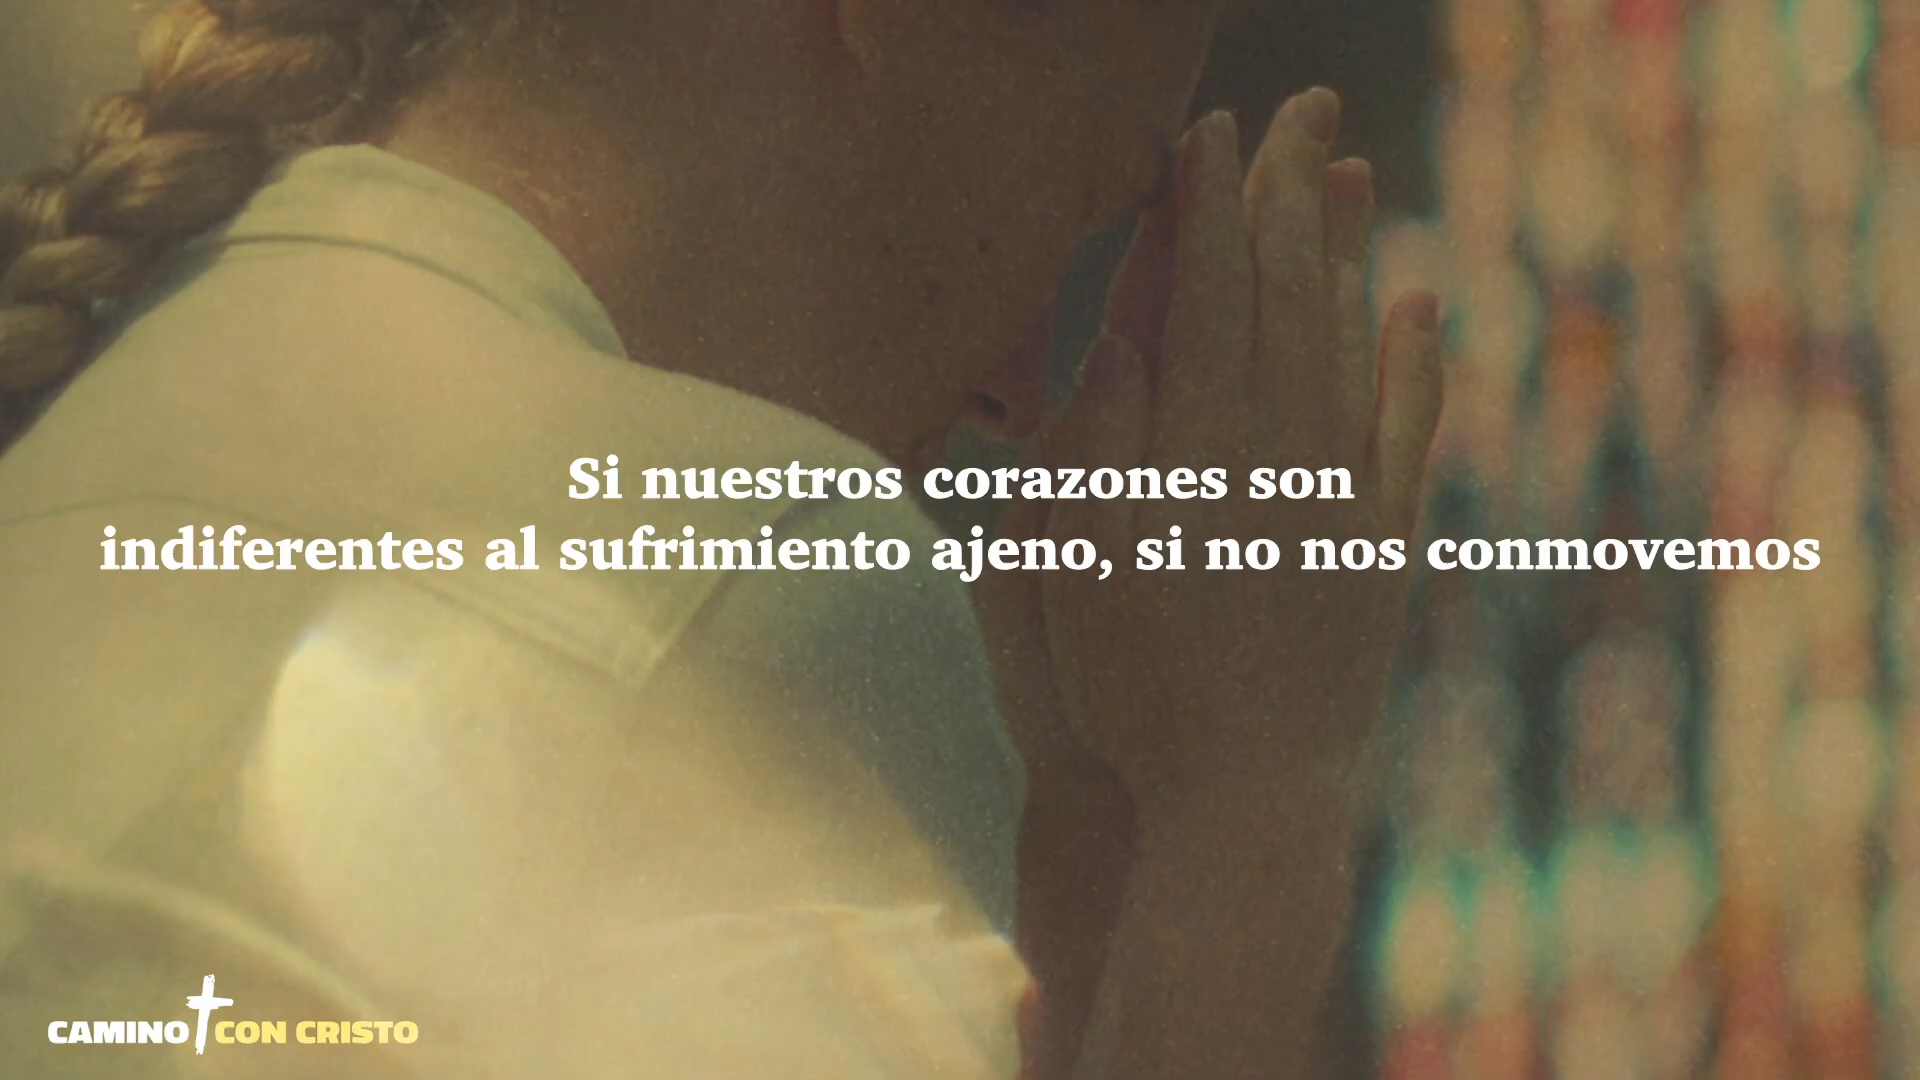 Si nuestros corazones son
indiferentes al sufrimiento ajeno, si no nos conmovemos
CAMINO CON CRISTO